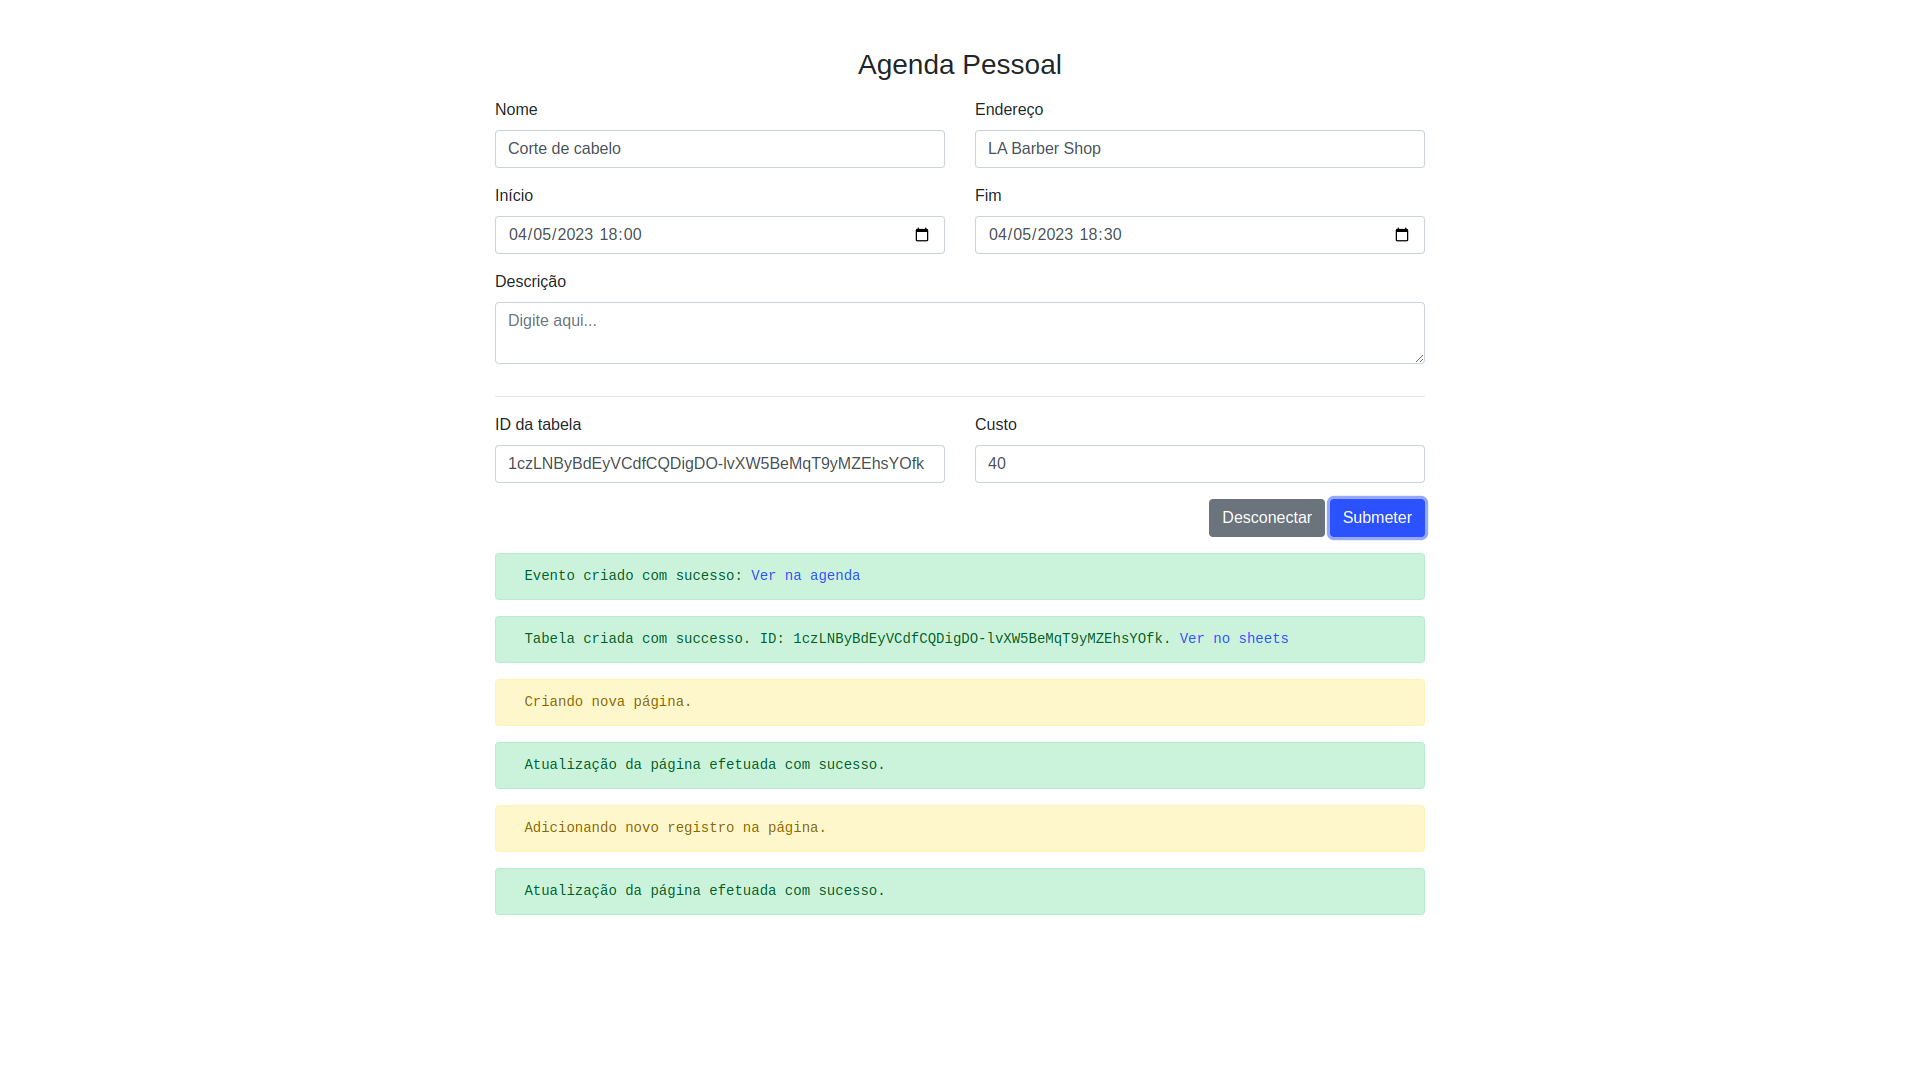 Agenda Pessoal
Nome
Endereço
Corte de cabelo
LA Barber Shop
Início
Fim
04/05/2023 18:00
04/05/2023 18:30
Descrição
Digite aqui...
ID da tabela
Custo
1czLNByBdEyVCdfCQDigDO-lvXW5BeMqT9yMZEhsYOfk
40
Desconectar
Submeter
Evento criado com sucesso: Ver na agenda
Tabela criada com successo. ID: 1czLNByBdEyVCdfCQDigDO-lvXW5BeMqT9yMZEhsYOfk. Ver no sheets
Criando nova página.
Atualização da página efetuada com sucesso.
Adicionando novo registro na página.
Atualização da página efetuada com sucesso.